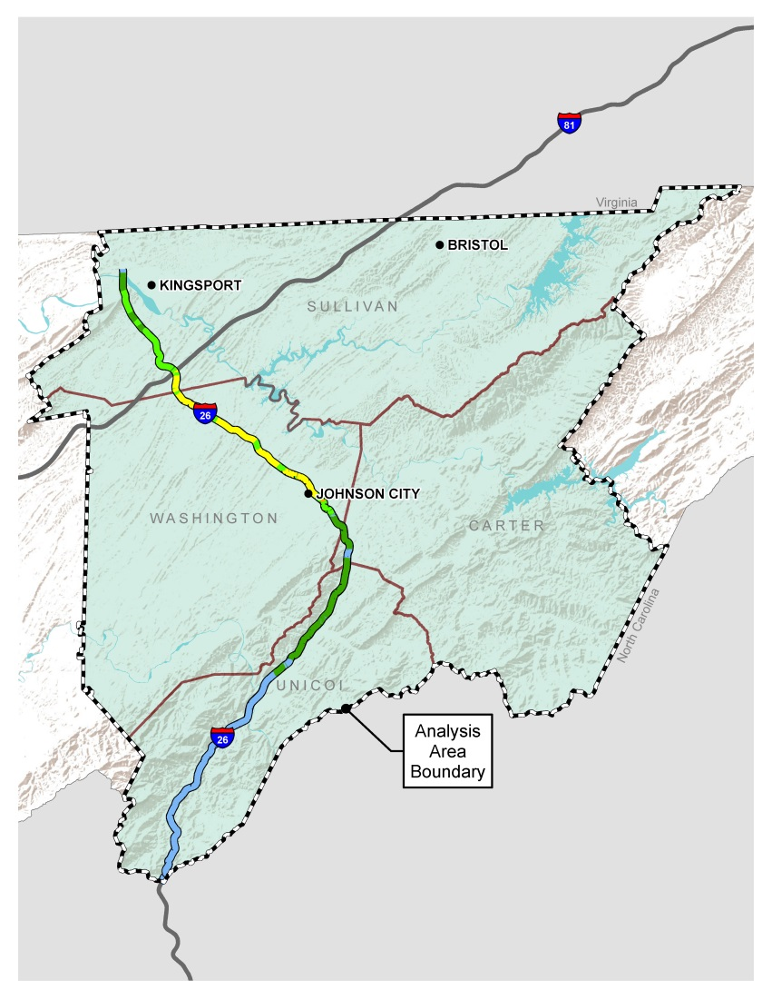 81
Virginia
BRISTOL
KINGSPORT
SULLIVAN
26
JOHNSON CITY
WASHINGTON
CARTER
North Carolina
UNICOI
26
Analysis
Area
Boundary